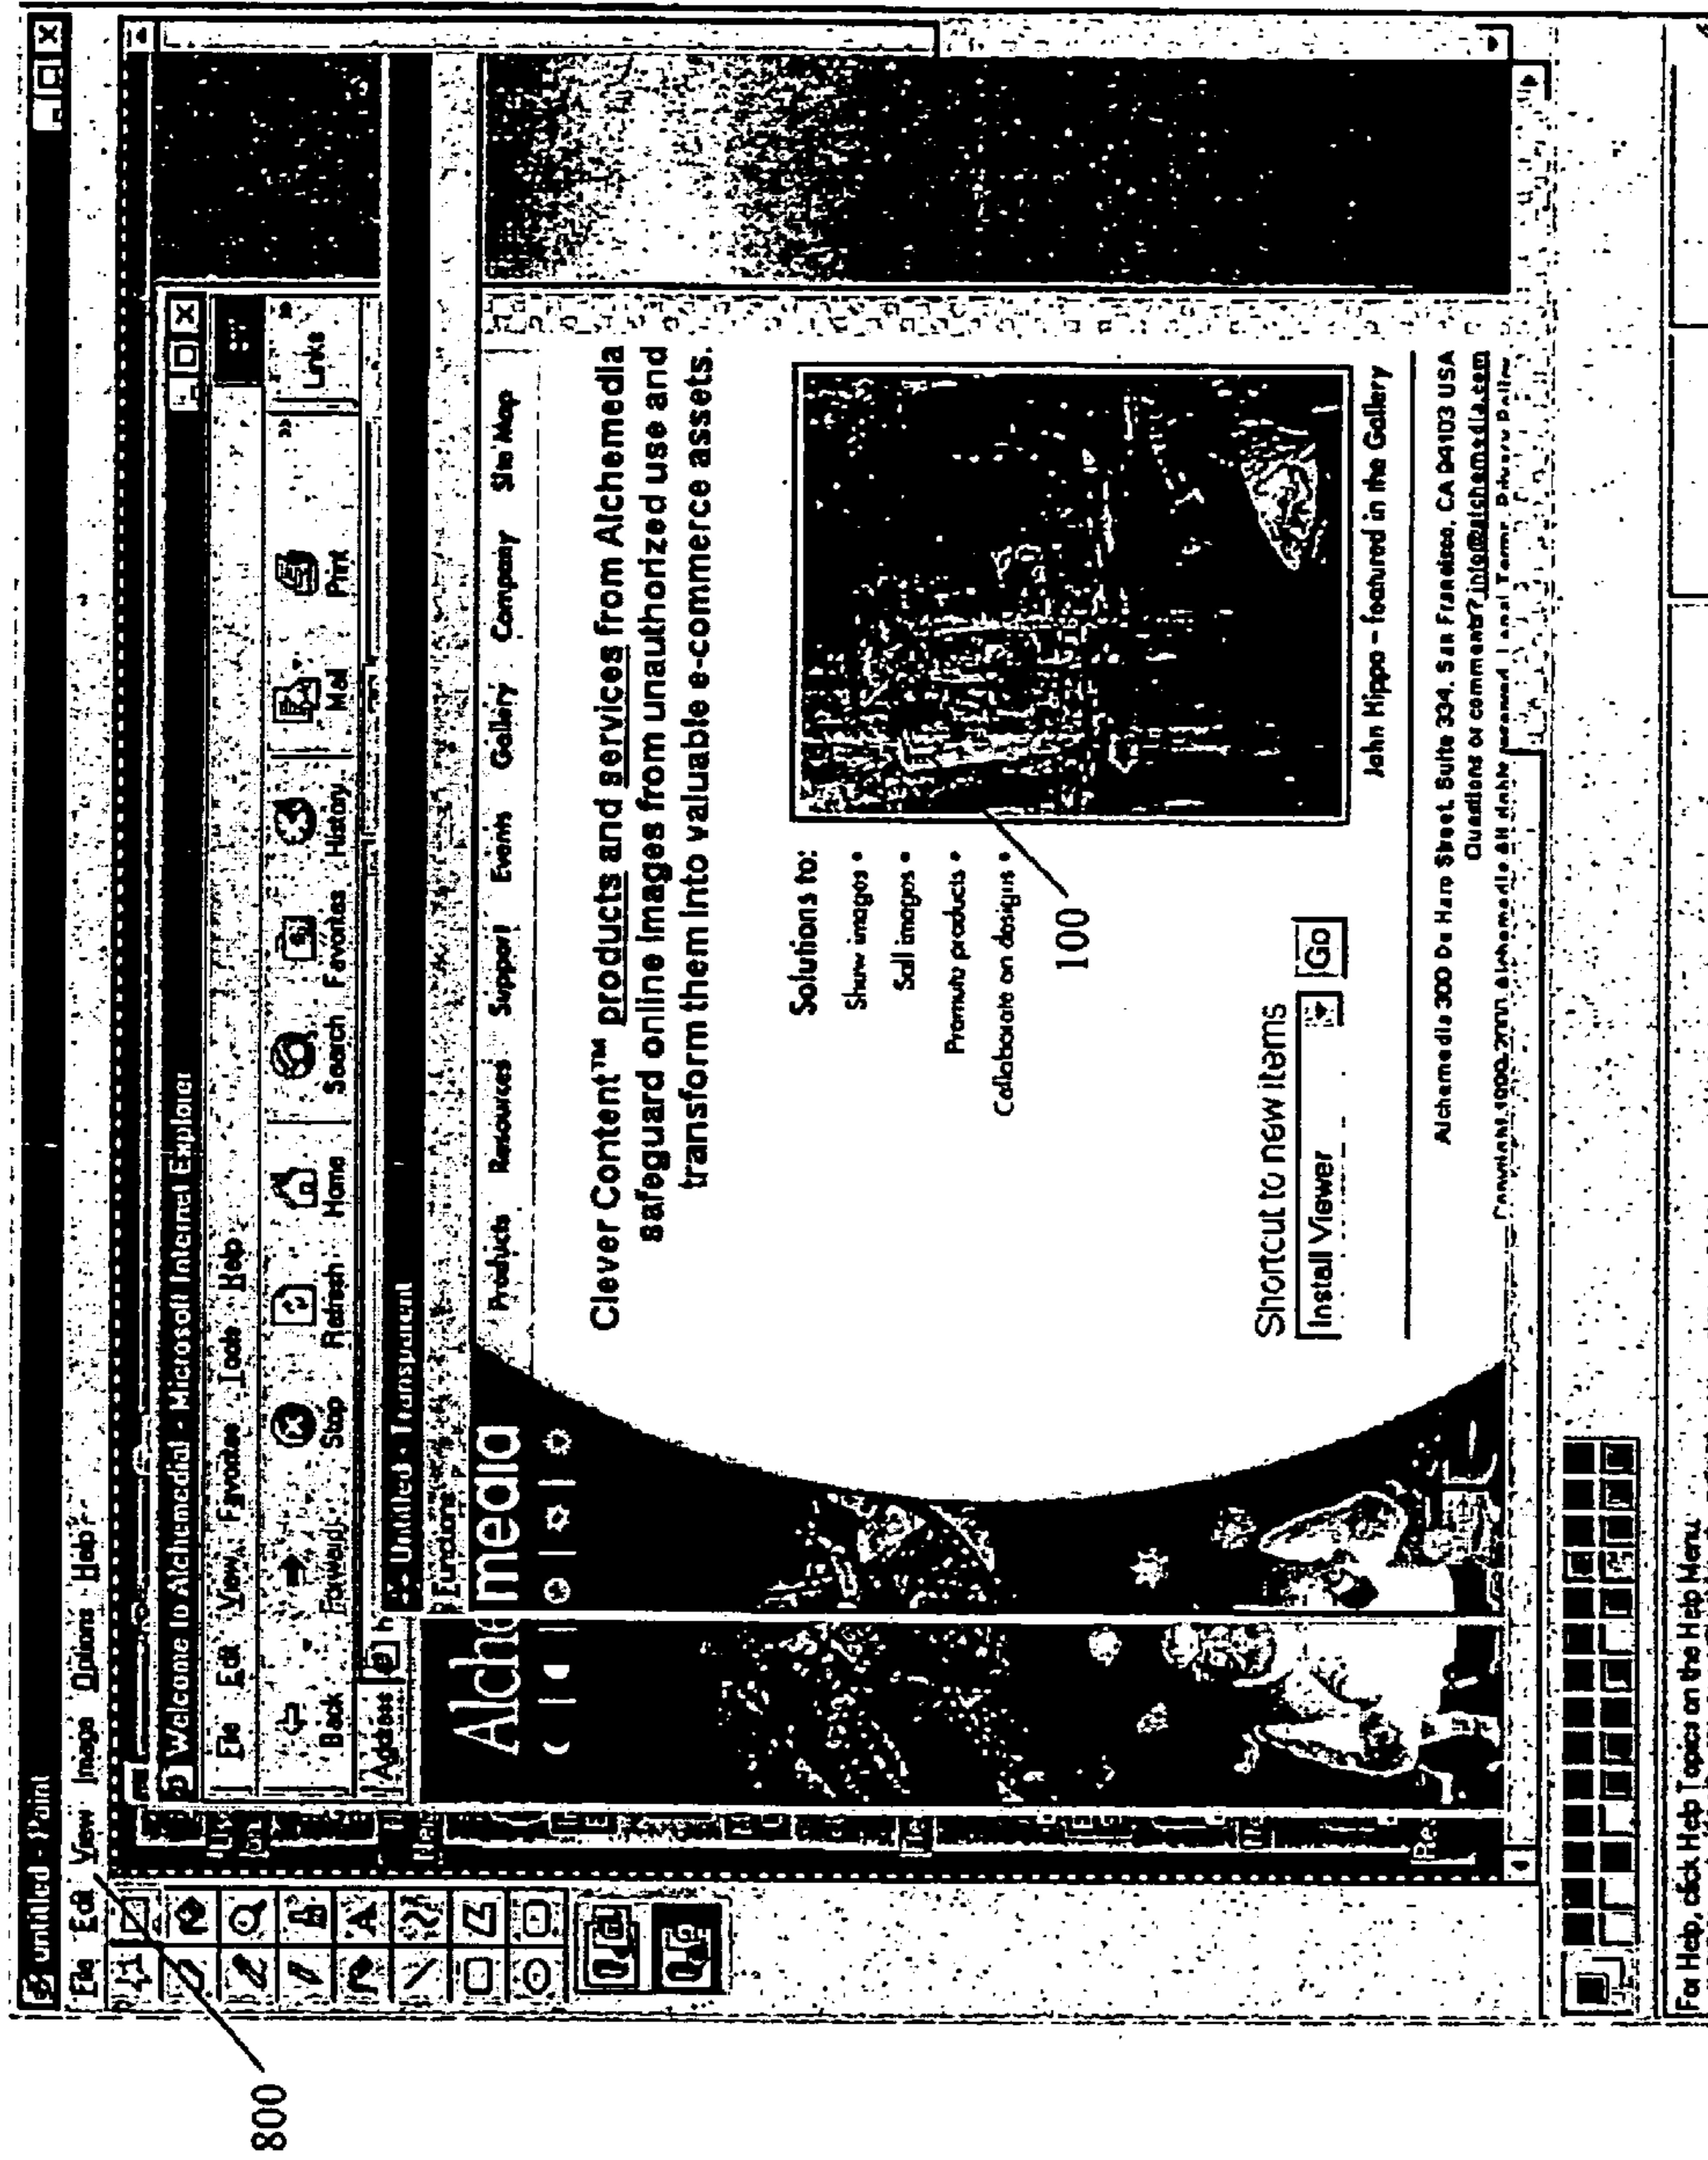 untitled - Paint
File Edit View Image Options Help
Welcome to Alchemedia! - Microsoft Internet Explorer
File Edit View Favorites Tools Help
Back Forward Stop Refresh Home Search Favorites History Mail Print Links
Address h
Untitled - Transparent
Functions
Alche media
Products Resources Support Events Gallery Company Site Map
Clever Content™ products and services from Alchemedia
safeguard online images from unauthorized use and
transform them into valuable e-commerce assets.
Solutions to:
Show images •
Sell images •
Promote products •
Collaborate on designs •
100
Shortcut to new items
Install Viewer Go
John Hippo - featured in the Gallery
Alchemedia 300 De Haro Street, Suite 334, San Francisco, CA 94103 USA
Questions or comments? info@alchemedia.com
For Help, click Help Topics on the Help Menu.
800